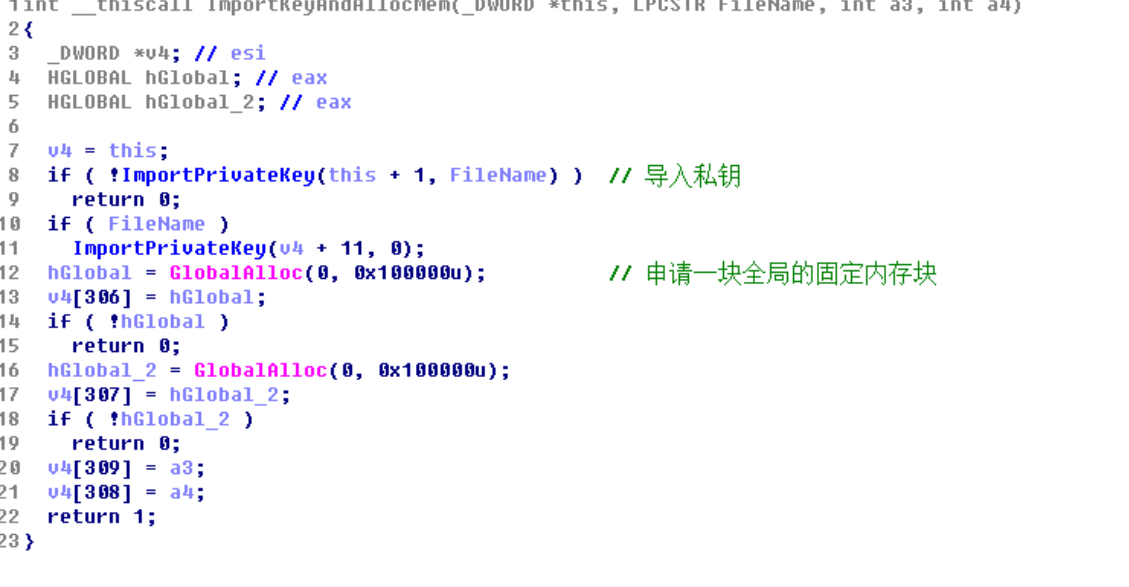 1int __thiscall ImportKeyAndAllocMem(_DWORD *this, LPCSTR FileName, int a3, int a4)
2{
3 _DWORD *v4; // esi
4 HGLOBAL hGlobal; // eax
5 HGLOBAL hGlobal_2; // eax
6
7 v4 = this;
8 if ( !ImportPrivateKey(this + 1, FileName) ) // 导入私钥
9 return 0;
10 if ( FileName )
11 ImportPrivateKey(v4 + 11, 0);
12 hGlobal = GlobalAlloc(0, 0x100000u); // 申请一块全局的固定内存块
13 v4[306] = hGlobal;
14 if ( !hGlobal )
15 return 0;
16 hGlobal_2 = GlobalAlloc(0, 0x100000u);
17 v4[307] = hGlobal_2;
18 if ( !hGlobal_2 )
19 return 0;
20 v4[309] = a3;
21 v4[308] = a4;
22 return 1;
23}